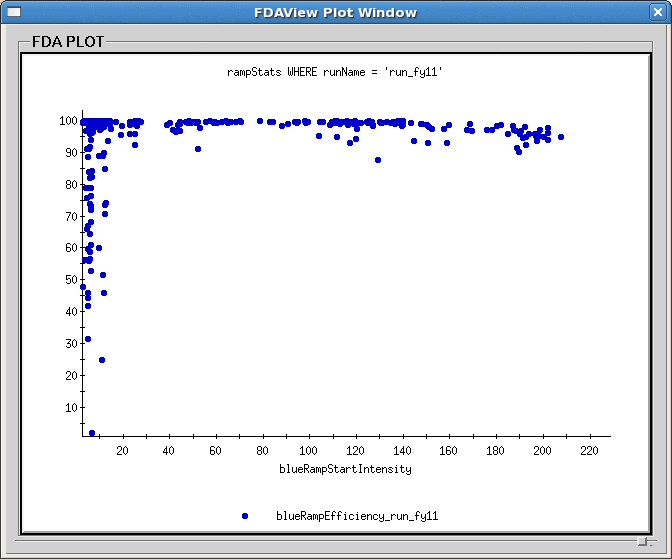 FDAView Plot Window
FDA PLOT
rampStats WHERE runName = 'run_fy11'
100
90
80
70
60
50
40
30
20
10
20 40 60 80 100 120 140 160 180 200 220
blueRampStartIntensity
blueRampEfficiency_run_fy11